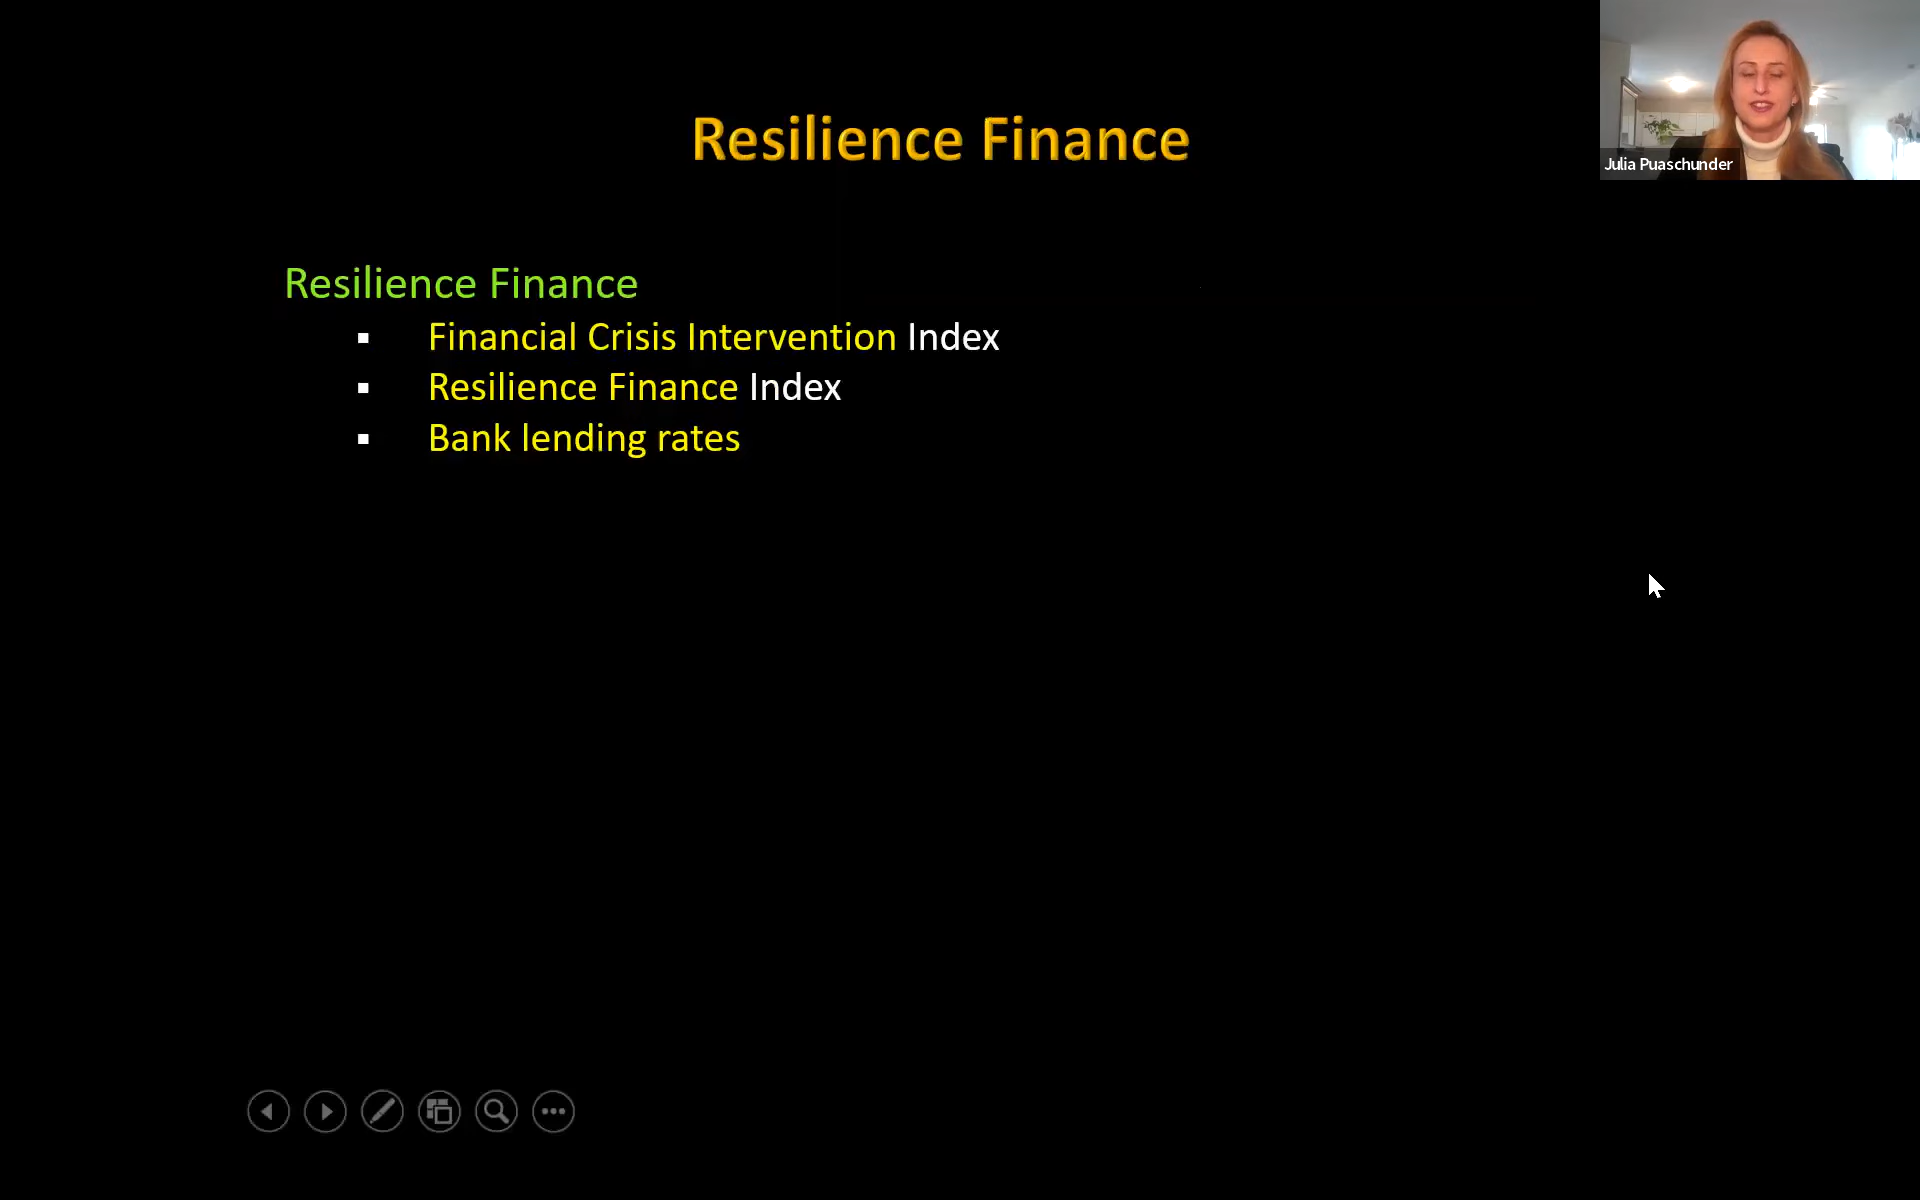 Resilience Finance
Julia Puaschunder
Resilience Finance
▪ Financial Crisis Intervention Index
▪ Resilience Finance Index
▪ Bank lending rates